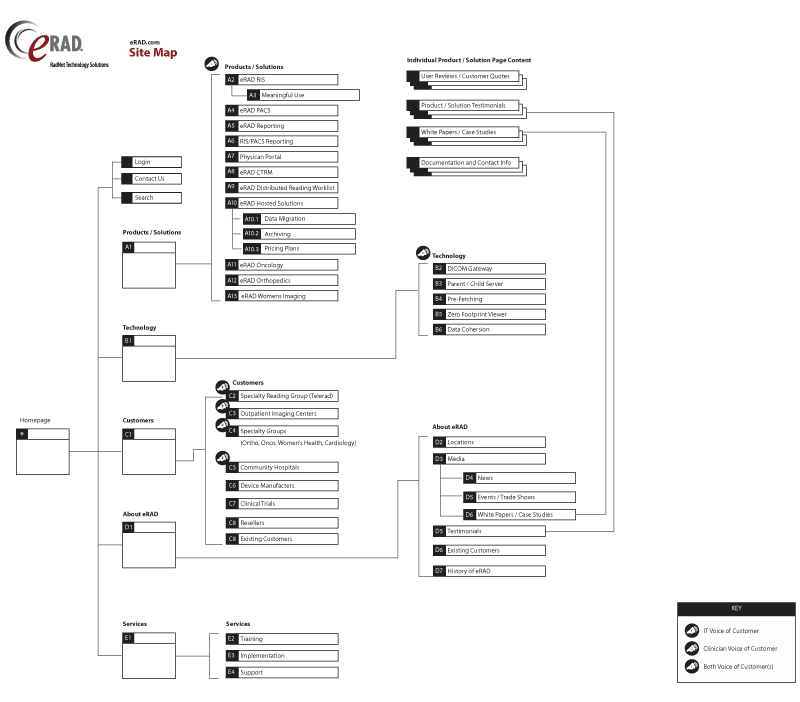 eRAD.
RadNet Technology Solutions
eRAD.com
Site Map
Homepage
Login
Contact Us
Search
Products / Solutions
A1
Technology
B1
Customers
C1
About eRAD
D1
Services
E1
Products / Solutions
A2 eRAD RIS
A3 Meaningful Use
A4 eRAD PACS
A5 eRAD Reporting
A6 RIS/PACS Reporting
A7 Physican Portal
A8 eRAD CTRM
A9 eRAD Distributed Reading Worklist
A10 eRAD Hosted Solutions
A10.1 Data Migration
A10.2 Archiving
A10.3 Pricing Plans
A11 eRAD Oncology
A12 eRAD Orthopedics
A13 eRAD Womens Imaging
Customers
C2 Specialty Reading Group (Telerad)
C3 Outpatient Imaging Centers
C4 Specialty Groups
(Ortho, Onco, Women's Health, Cardiology)
C5 Community Hospitals
C6 Device Manufacters
C7 Clinical Trials
C8 Resellers
C8 Existing Customers
Services
E2 Training
E3 Implementation
E4 Support
Individual Product / Solution Page Content
User Reviews / Customer Quotes
Product / Solution Testimonials
White Papers / Case Studies
Documentation and Contact Info
Technology
B2 DICOM Gateway
B3 Parent / Child Server
B4 Pre-Fetching
B5 Zero Footprint Viewer
B6 Data Cohersion
About eRAD
D2 Locations
D3 Media
D4 News
D5 Events / Trade Shows
D6 White Papers / Case Studies
D5 Testimonials
D6 Existing Customers
D7 History of eRAD
KEY
IT Voice of Customer
Clinician Voice of Customer
Both Voice of Customer(s)